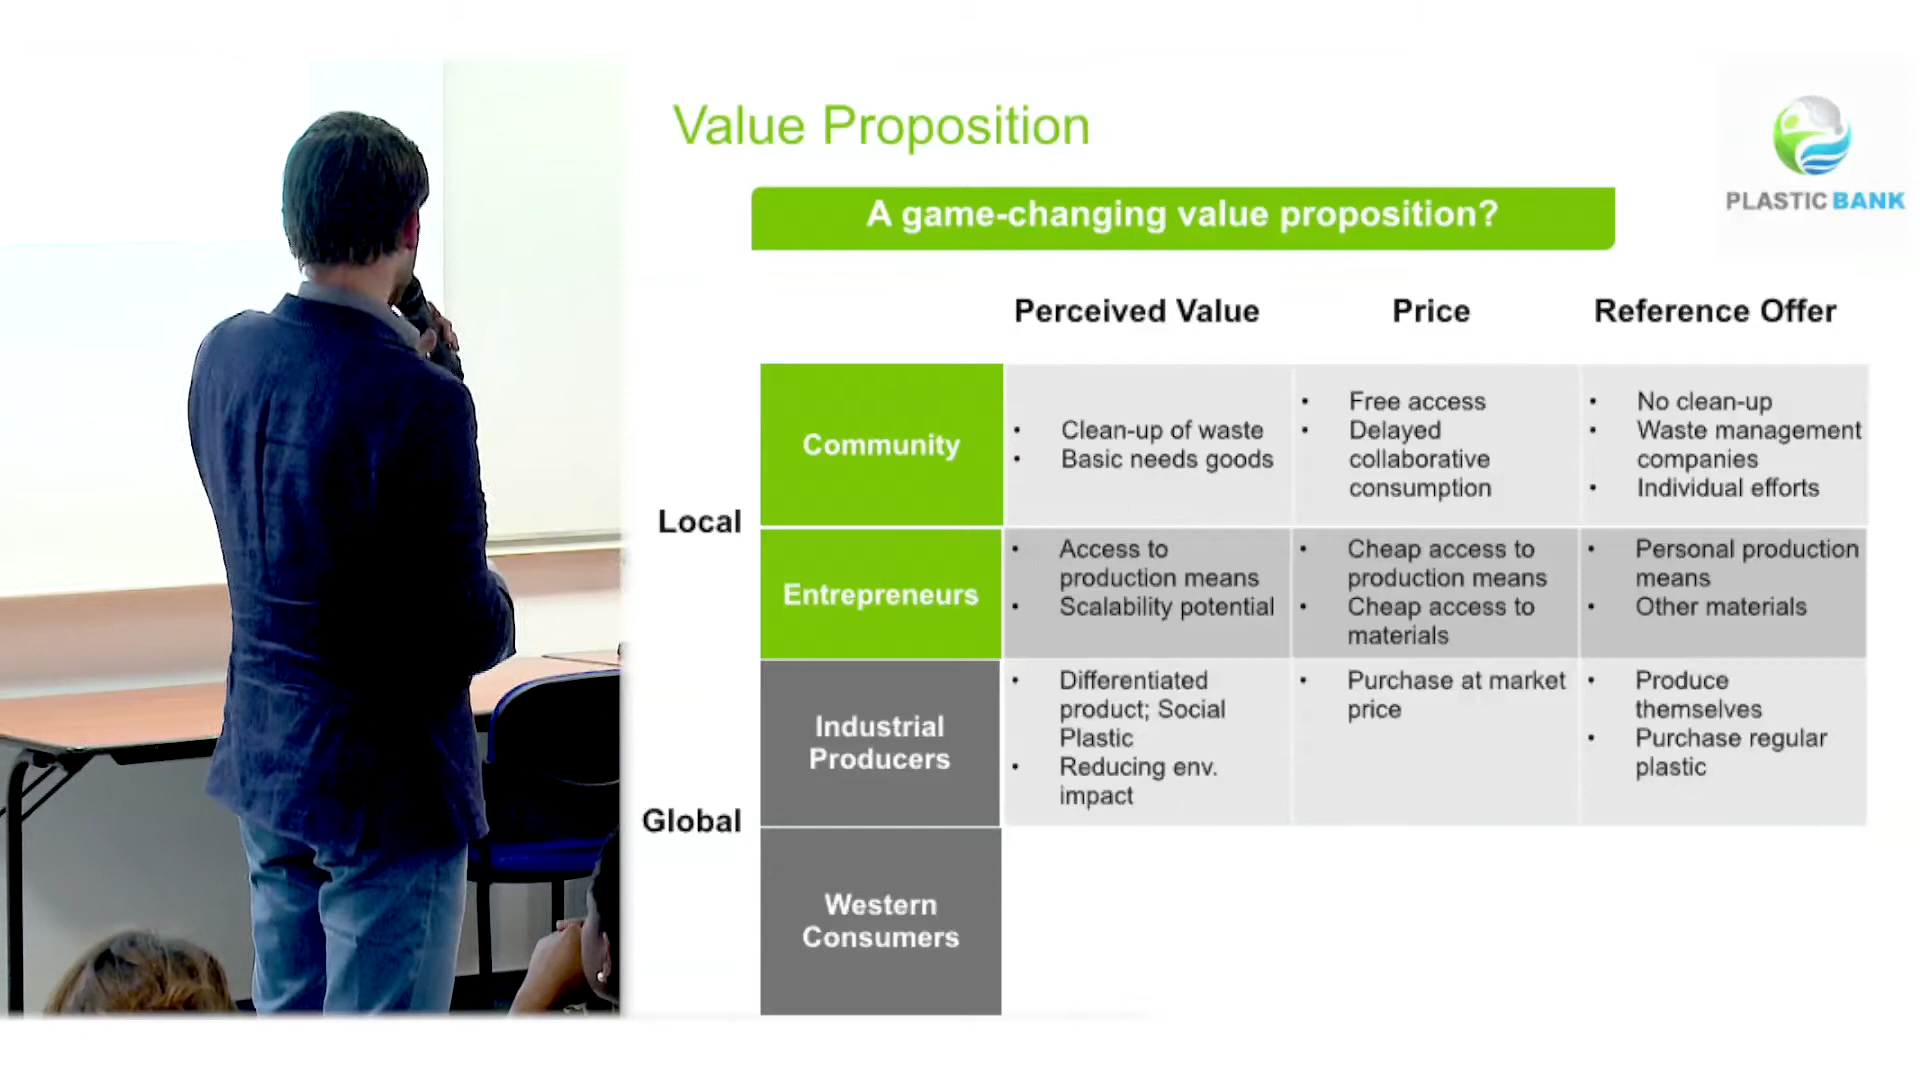 Value Proposition
PLASTIC BANK
A game-changing value proposition?
Perceived Value
Price
Reference Offer
Local
Community
• Clean-up of waste
• Basic needs goods
• Free access
• Delayed
collaborative
consumption
• No clean-up
• Waste management
companies
• Individual efforts
Entrepreneurs
• Access to
production means
• Scalability potential
• Cheap access to
production means
• Cheap access to
materials
• Personal production
means
• Other materials
Global
Industrial
Producers
• Differentiated
product; Social
Plastic
• Reducing env.
impact
• Purchase at market
price
• Produce
themselves
• Purchase regular
plastic
Western
Consumers